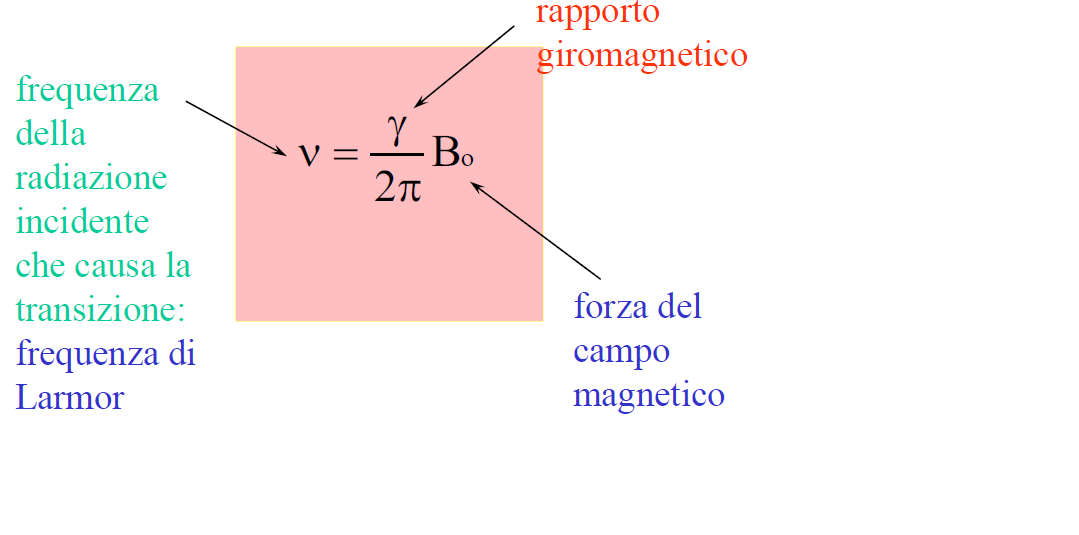 rapporto
giromagnetico
frequenza
della
radiazione
incidente
che causa la
transizione:
frequenza di
Larmor
ν = γ/2π Bo
forza del
campo
magnetico